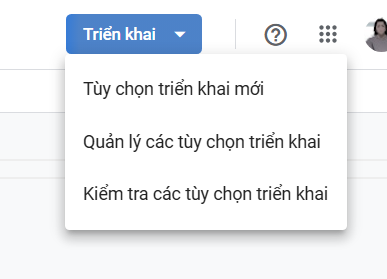 Triển khai
Tùy chọn triển khai mới
Quản lý các tùy chọn triển khai
Kiểm tra các tùy chọn triển khai